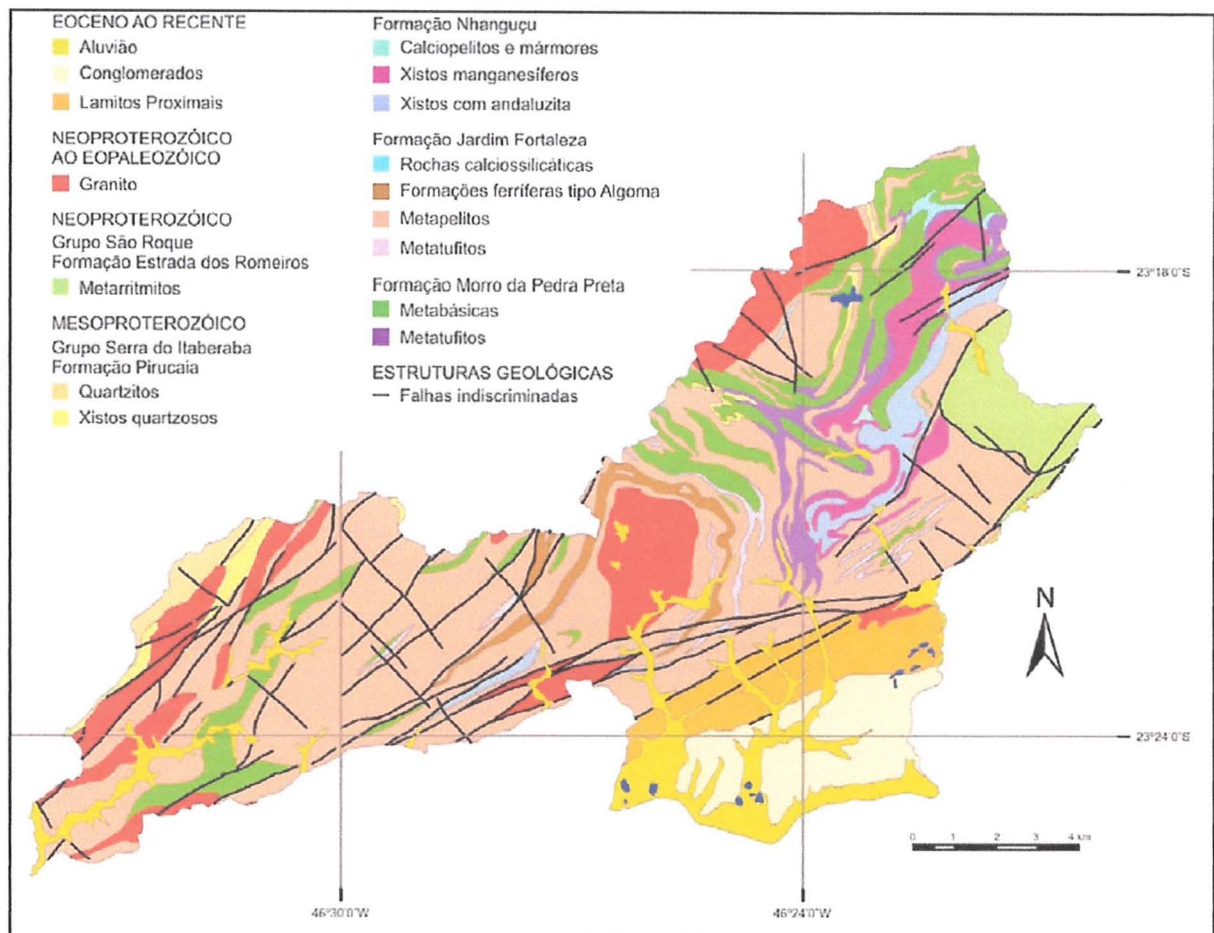 EOCENO AO RECENTE
Aluvião
Conglomerados
Lamitos Proximais
NEOPROTEROZÓICO
AO EOPALEOZÓICO
Granito
NEOPROTEROZÓICO
Grupo São Roque
Formação Estrada dos Romeiros
Metarritmitos
MESOPROTEROZÓICO
Grupo Serra do Itaberaba
Formação Pirucaia
Quartzitos
Xistos quartzosos
Formação Nhanguçu
Calciopelitos e mármores
Xistos manganesíferos
Xistos com andaluzita
Formação Jardim Fortaleza
Rochas calciossilicáticas
Formações ferríferas tipo Algoma
Metapelitos
Metatufitos
Formação Morro da Pedra Preta
Metabásicas
Metatufitos
ESTRUTURAS GEOLÓGICAS
Falhas indiscriminadas
23°18'0"S
N
23°24'0"S
0 1 2 3 4 km
46°30'0"W
46°24'0"W